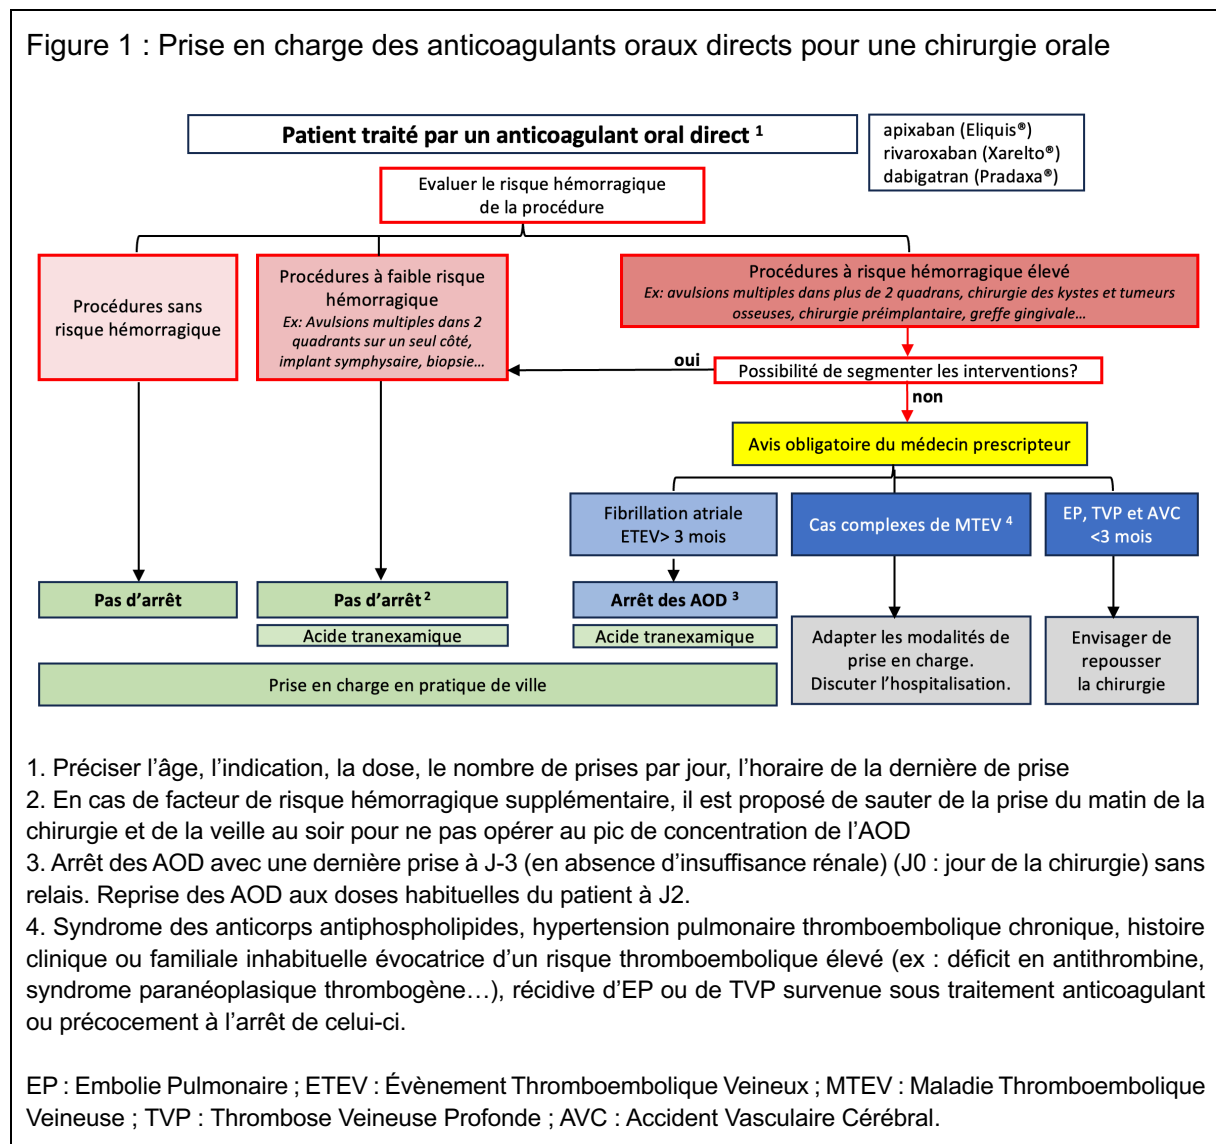 Figure 1 : Prise en charge des anticoagulants oraux directs pour une chirurgie orale
Patient traité par un anticoagulant oral direct ¹
apixaban (Eliquis®)
rivaroxaban (Xarelto®)
dabigatran (Pradaxa®)
Evaluer le risque hémorragique
de la procédure
Procédures sans
risque hémorragique
Procédures à faible risque
hémorragique
Ex: Avulsions multiples dans 2
quadrants sur un seul côté,
implant symphysaire, biopsie…
Procédures à risque hémorragique élevé
Ex: avulsions multiples dans plus de 2 quadrans, chirurgie des kystes et tumeurs
osseuses, chirurgie préimplantaire, greffe gingivale…
oui
Possibilité de segmenter les interventions?
non
Avis obligatoire du médecin prescripteur
Fibrillation atriale
ETEV> 3 mois
Cas complexes de MTEV ⁴
EP, TVP et AVC
<3 mois
Pas d'arrêt
Pas d'arrêt ²
Arrêt des AOD ³
Acide tranexamique
Acide tranexamique
Adapter les modalités de
prise en charge.
Discuter l'hospitalisation.
Envisager de
repousser
la chirurgie
Prise en charge en pratique de ville
1. Préciser l'âge, l'indication, la dose, le nombre de prises par jour, l'horaire de la dernière de prise
2. En cas de facteur de risque hémorragique supplémentaire, il est proposé de sauter de la prise du matin de la
chirurgie et de la veille au soir pour ne pas opérer au pic de concentration de l'AOD
3. Arrêt des AOD avec une dernière prise à J-3 (en absence d'insuffisance rénale) (J0 : jour de la chirurgie) sans
relais. Reprise des AOD aux doses habituelles du patient à J2.
4. Syndrome des anticorps antiphospholipides, hypertension pulmonaire thromboembolique chronique, histoire
clinique ou familiale inhabituelle évocatrice d'un risque thromboembolique élevé (ex : déficit en antithrombine,
syndrome paranéoplasique thrombogène…), récidive d'EP ou de TVP survenue sous traitement anticoagulant
ou précocement à l'arrêt de celui-ci.
EP : Embolie Pulmonaire ; ETEV : Évènement Thromboembolique Veineux ; MTEV : Maladie Thromboembolique
Veineuse ; TVP : Thrombose Veineuse Profonde ; AVC : Accident Vasculaire Cérébral.